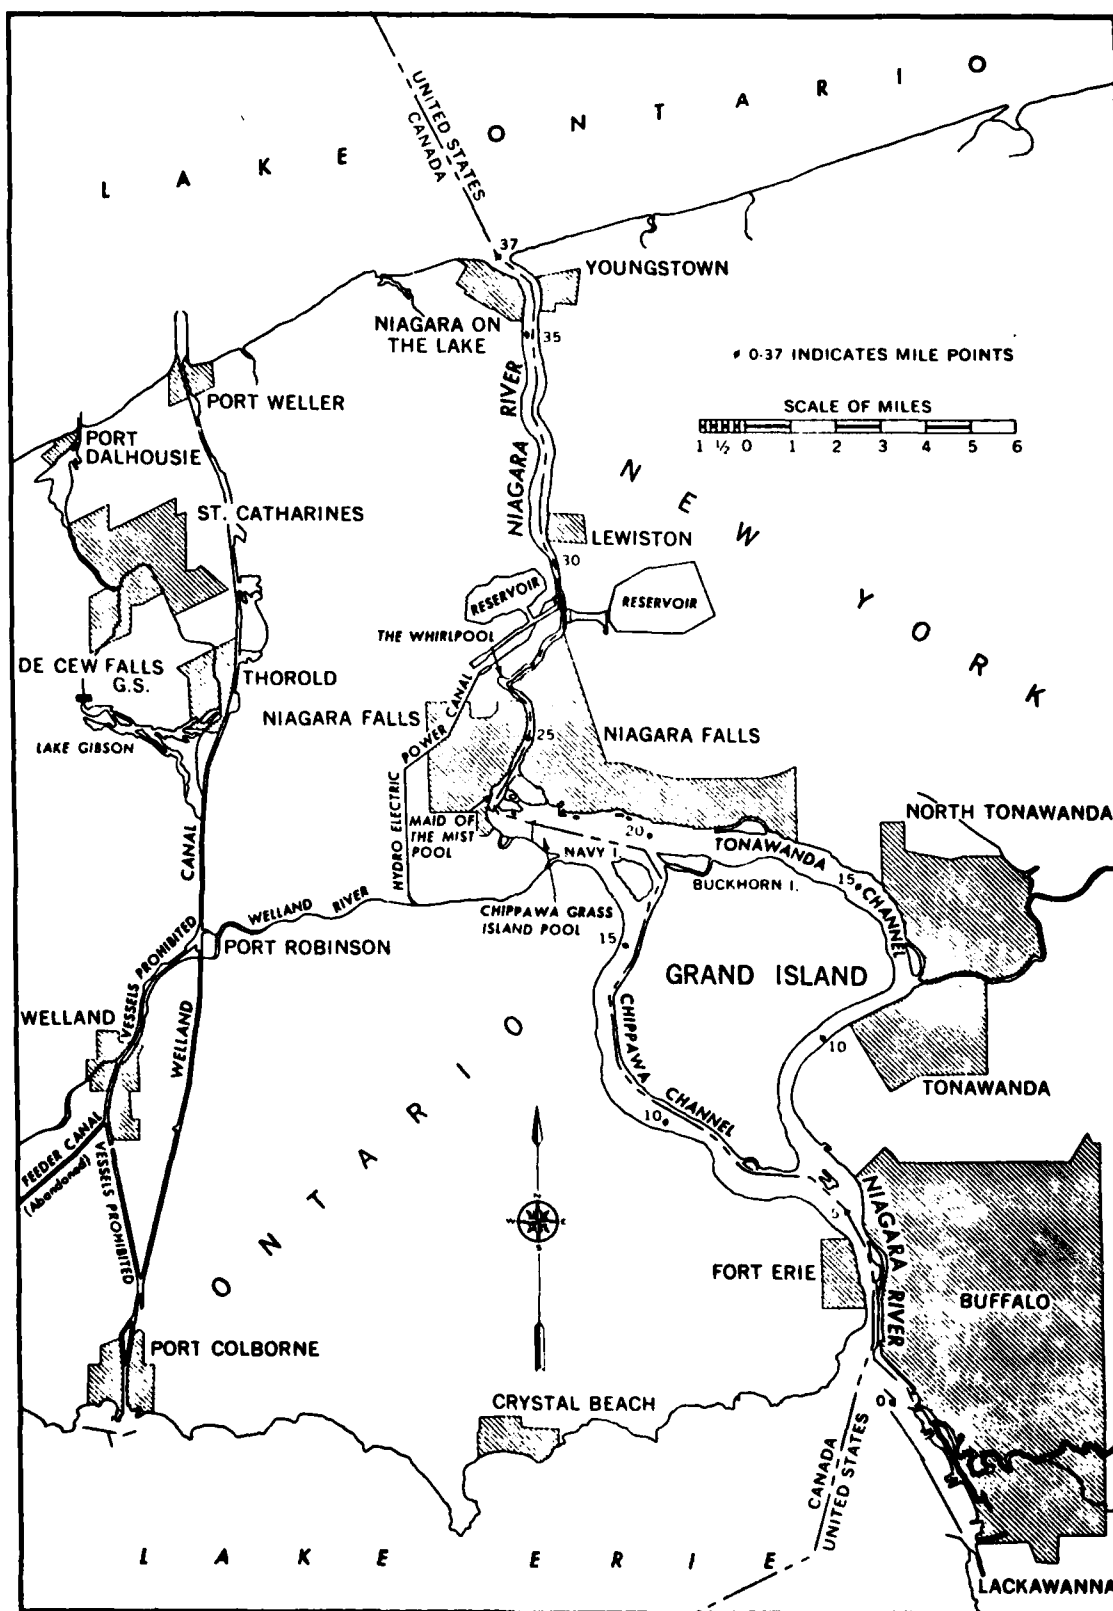 LAKE ONTARIO
UNITED STATES
CANADA
37
YOUNGSTOWN
NIAGARA ON
THE LAKE
35
0-37 INDICATES MILE POINTS
SCALE OF MILES
1 ½ 0 1 2 3 4 5 6
PORT WELLER
PORT
DALHOUSIE
NIAGARA RIVER
NEW YORK
ST. CATHARINES
LEWISTON
30
RESERVOIR
RESERVOIR
THE WHIRLPOOL
DE CEW FALLS
G.S.
THOROLD
NIAGARA FALLS
NIAGARA FALLS
25
LAKE GIBSON
HYDRO ELECTRIC POWER CANAL
MAID OF
THE MIST
POOL
NORTH TONAWANDA
20
NAVY I.
TONAWANDA CHANNEL
BUCKHORN I.
15
WELLAND CANAL
WELLAND RIVER
CHIPPAWA GRASS
ISLAND POOL
VESSELS PROHIBITED
PORT ROBINSON
15
GRAND ISLAND
WELLAND
CHIPPAWA CHANNEL
10
TONAWANDA
10
ONTARIO
FEEDER CANAL
(Abandoned)
VESSELS PROHIBITED
N
W E
S
5
NIAGARA RIVER
FORT ERIE
BUFFALO
PORT COLBORNE
CRYSTAL BEACH
0
CANADA
UNITED STATES
LAKE ERIE
LACKAWANNA